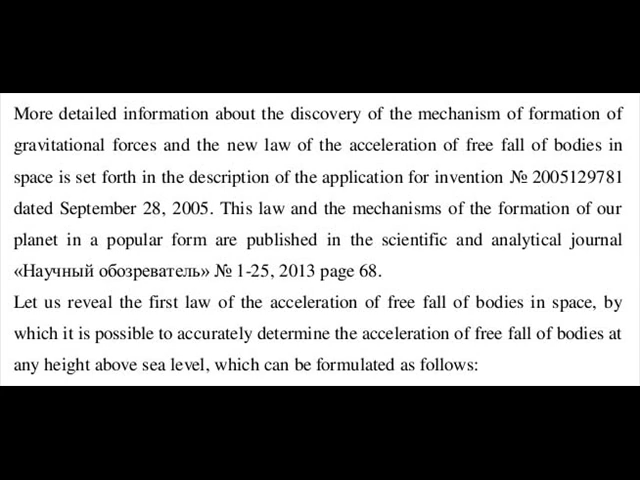 More detailed information about the discovery of the mechanism of formation of
gravitational forces and the new law of the acceleration of free fall of bodies in
space is set forth in the description of the application for invention № 2005129781
dated September 28, 2005. This law and the mechanisms of the formation of our
planet in a popular form are published in the scientific and analytical journal
«Научный обозреватель» № 1-25, 2013 page 68.
Let us reveal the first law of the acceleration of free fall of bodies in space, by
which it is possible to accurately determine the acceleration of free fall of bodies at
any height above sea level, which can be formulated as follows: